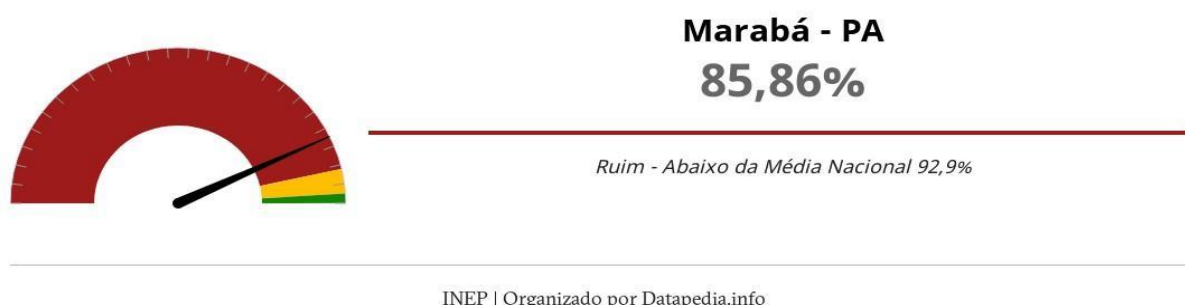 Marabá - PA
85,86%
Ruim - Abaixo da Média Nacional 92,9%
INEP | Organizado por Datapedia.info